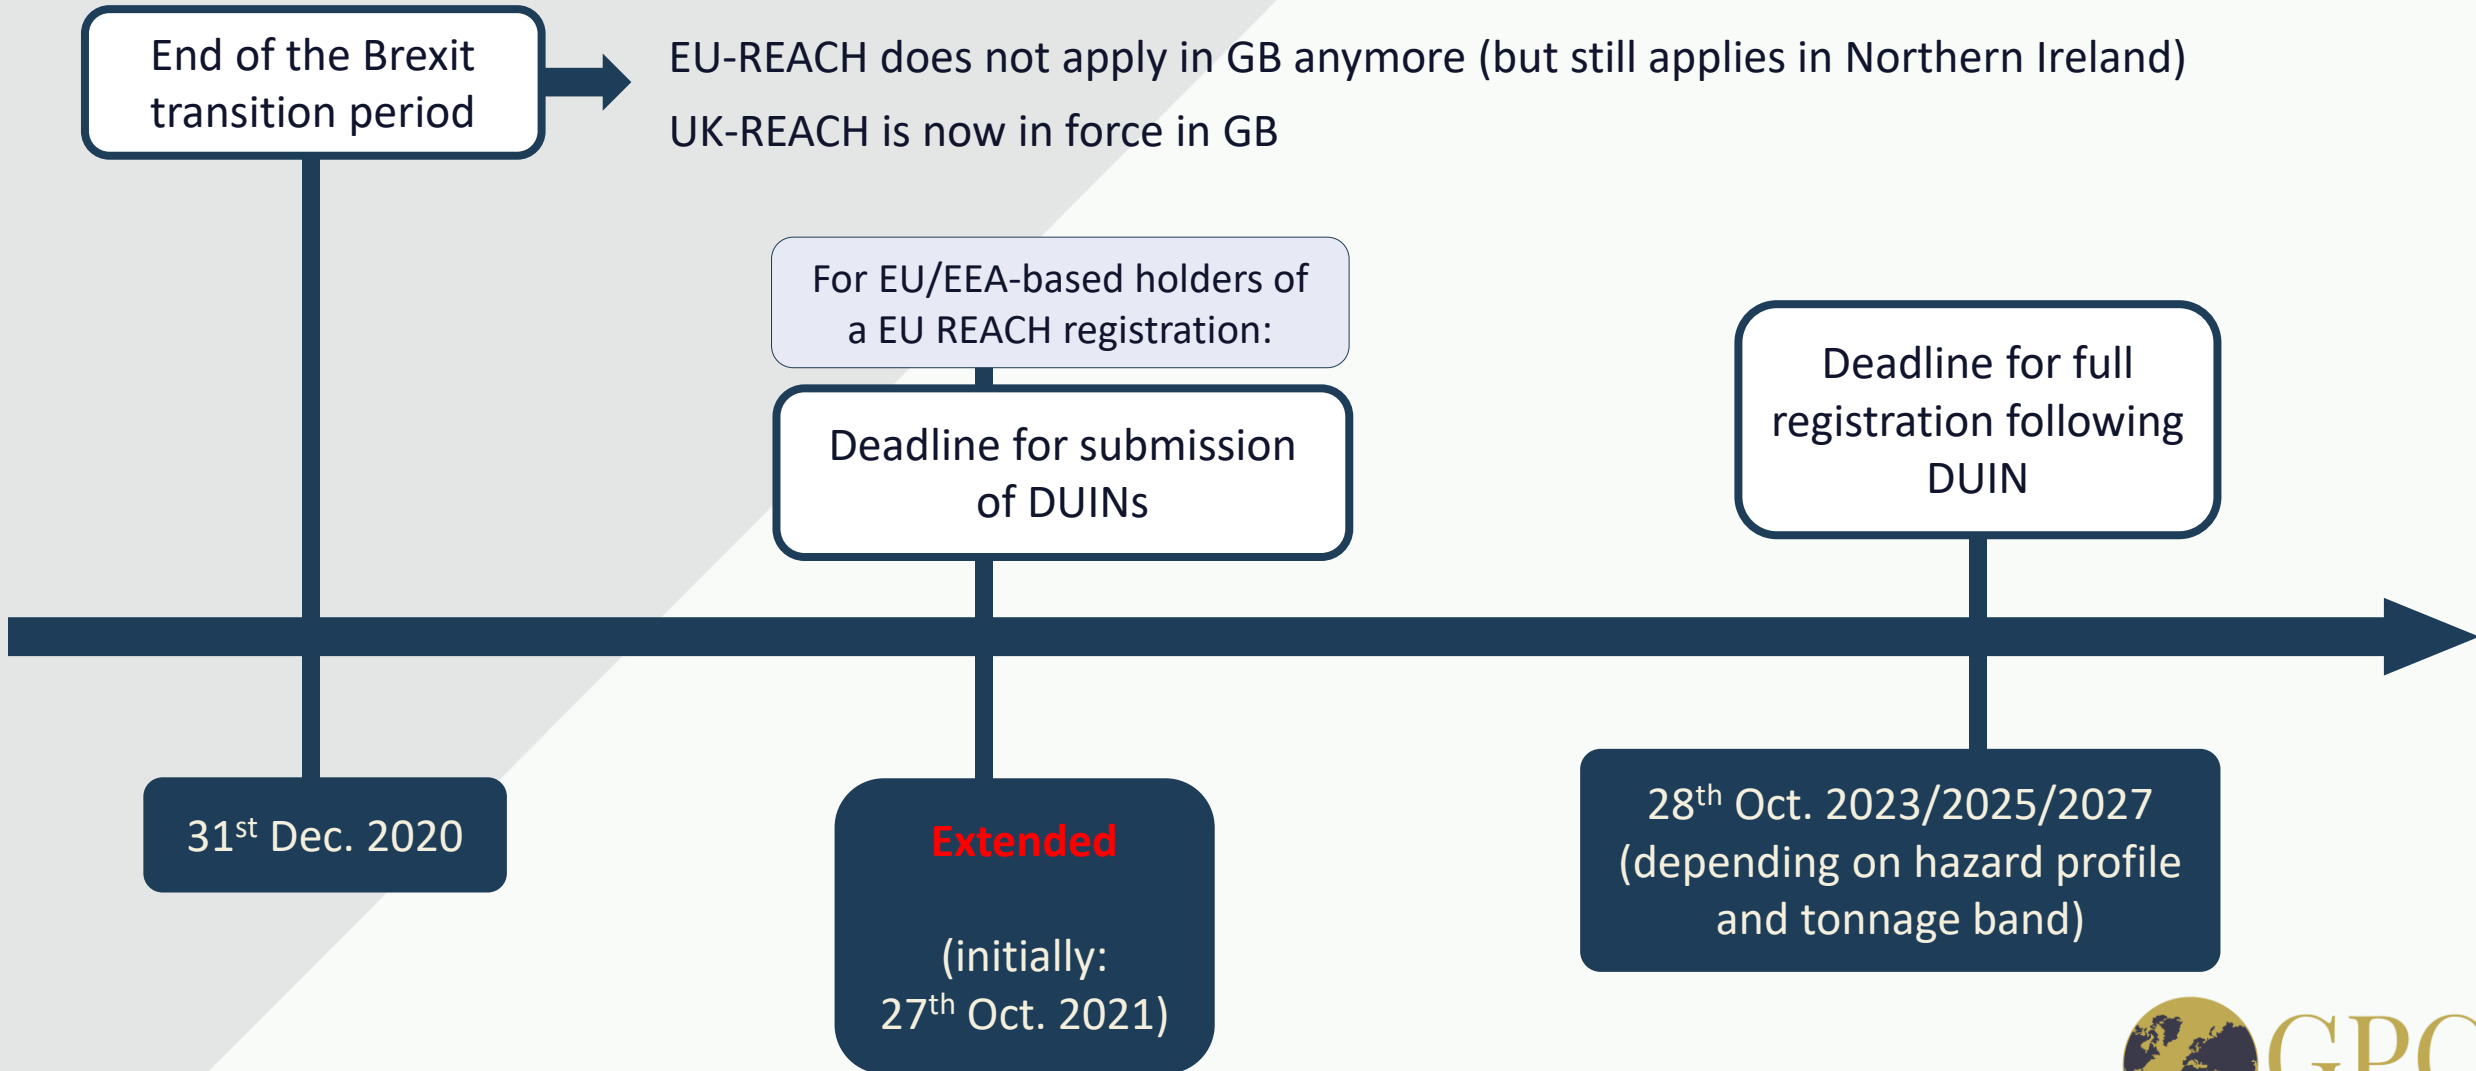 End of the Brexit
transition period
EU-REACH does not apply in GB anymore (but still applies in Northern Ireland)
UK-REACH is now in force in GB
For EU/EEA-based holders of
a EU REACH registration:
Deadline for submission
of DUINs
Deadline for full
registration following
DUIN
31st Dec. 2020
Extended
(initially:
27th Oct. 2021)
28th Oct. 2023/2025/2027
(depending on hazard profile
and tonnage band)
GPC